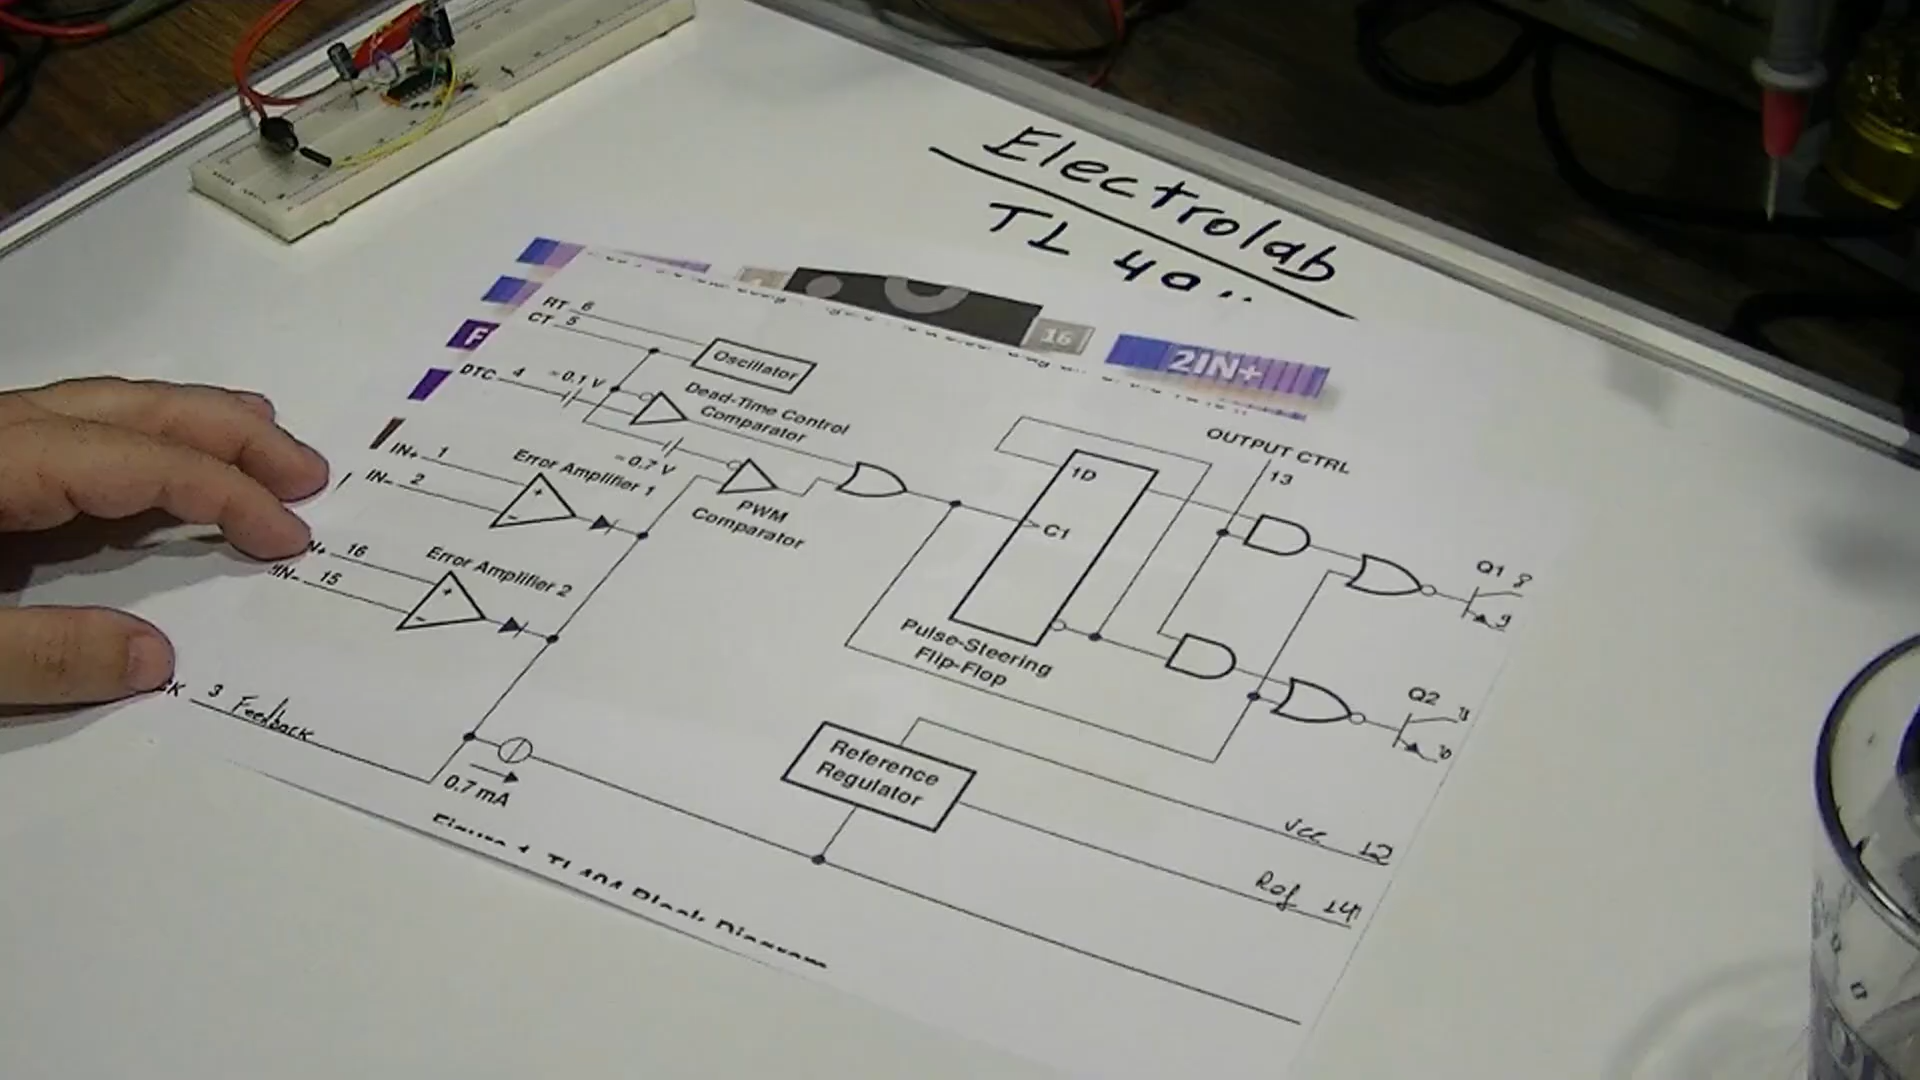 Electrolab
TL 40..
16
2IN+
F
RT 6
CT 5
Oscillator
DTC 4
≈0.1 V
Dead-Time Control
Comparator
≈0.7 V
OUTPUT CTRL
13
IN+ 1
IN- 2
Error Amplifier 1
PWM
Comparator
1D
C1
16
15
Error Amplifier 2
Q1 8
9
Pulse-Steering
Flip-Flop
Q2
3 Feedback
Reference
Regulator
0.7 mA
Vcc 12
Ref 14